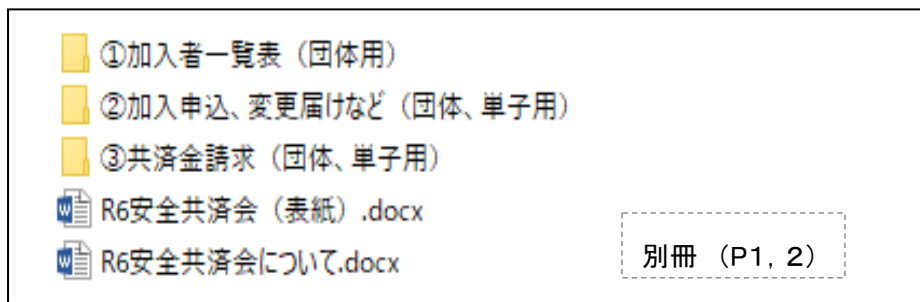 ①加入者一覧表（団体用）
②加入申込、変更届けなど（団体、単子用）
③共済金請求（団体、単子用）
R6安全共済会（表紙）.docx
R6安全共済会について.docx
別冊 （P1，2）